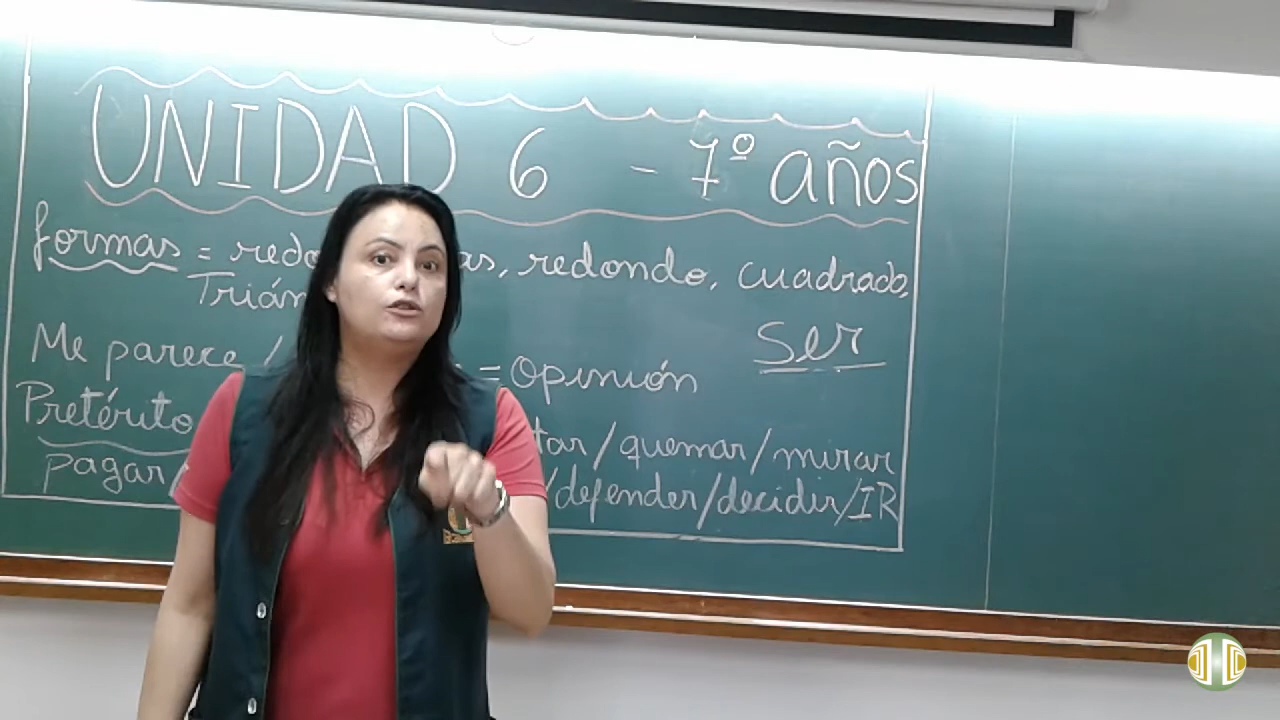 UNIDAD 6 - 7º años
formas = redo as, redondo, cuadrado,
Trián
Me parece / = Opinión
SER
Pretérito tar / quemar / mirar
pagar / / defender / decidir / IR